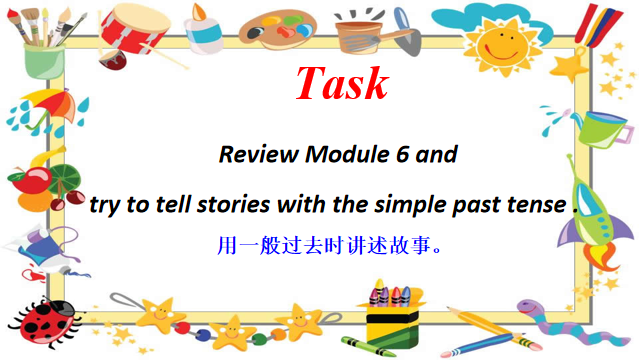 Task
Review Module 6 and
try to tell stories with the simple past tense .
用一般过去时讲述故事。